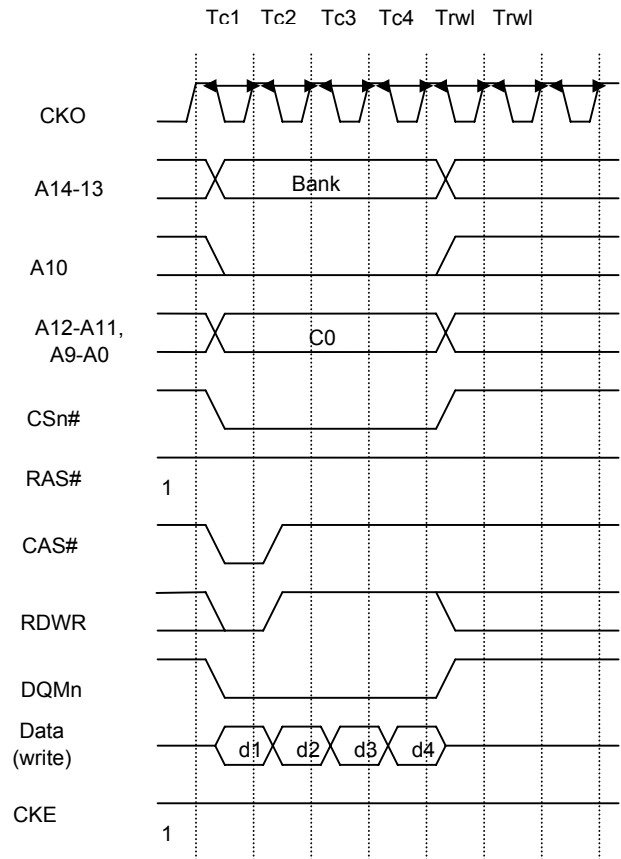 Tc1 Tc2 Tc3 Tc4 Trwl Trwl
CKO
A14-13 Bank
A10
A12-A11,
A9-A0 C0
CSn#
RAS# 1
CAS#
RDWR
DQMn
Data
(write) d1 d2 d3 d4
CKE 1